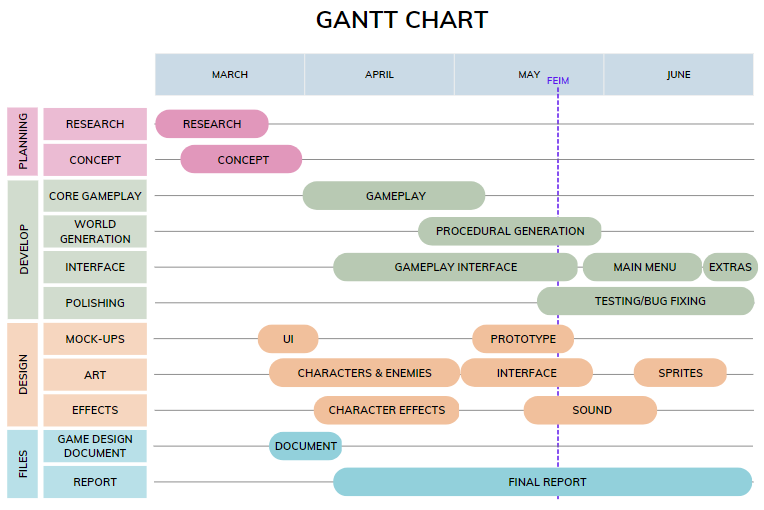 GANTT CHART
MARCH
APRIL
MAY
JUNE
FEIM
PLANNING
RESEARCH
RESEARCH
CONCEPT
CONCEPT
DEVELOP
CORE GAMEPLAY
GAMEPLAY
WORLD
GENERATION
PROCEDURAL GENERATION
INTERFACE
GAMEPLAY INTERFACE
MAIN MENU
EXTRAS
POLISHING
TESTING/BUG FIXING
DESIGN
MOCK-UPS
UI
PROTOTYPE
ART
CHARACTERS & ENEMIES
INTERFACE
SPRITES
EFFECTS
CHARACTER EFFECTS
SOUND
FILES
GAME DESIGN
DOCUMENT
DOCUMENT
REPORT
FINAL REPORT